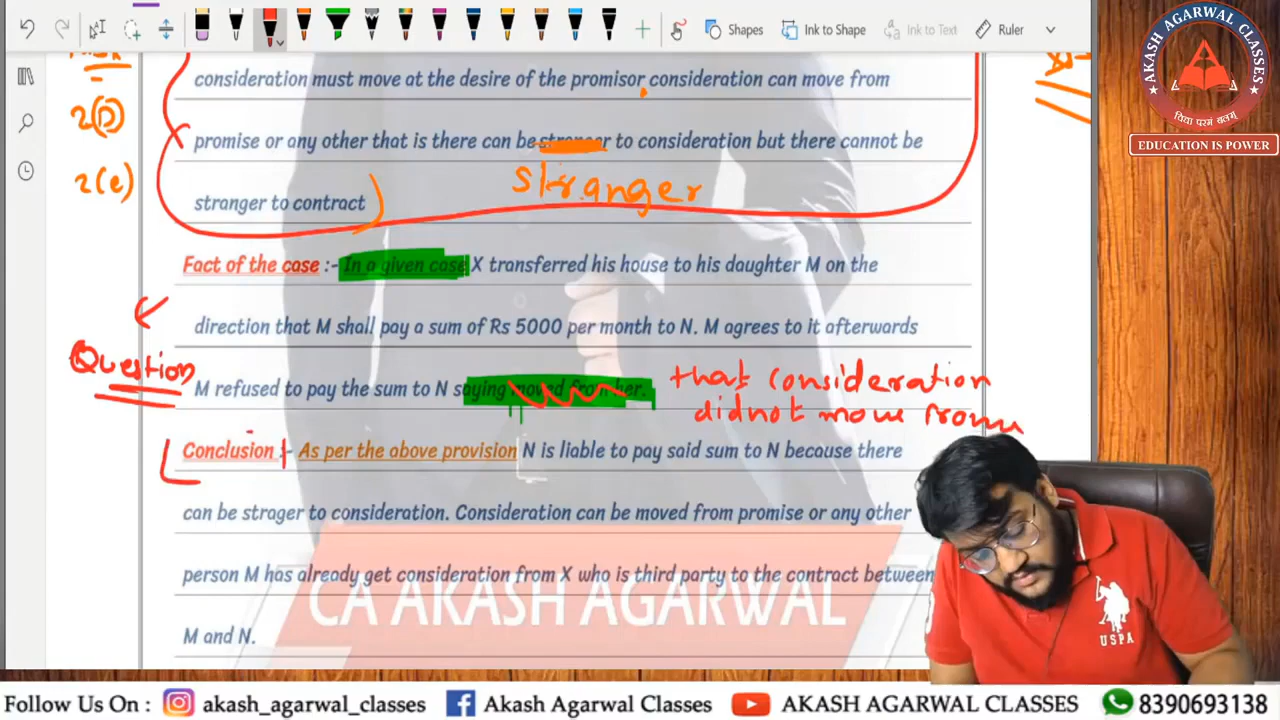 Shapes
Ink to Shape
Ink to Text
Ruler
AKASH AGARWAL CLASSES
विद्या परमं बलम्
EDUCATION IS POWER
2(D)
2(e)
consideration must move at the desire of the promisor consideration can move from
promise or any other that is there can be stranger to consideration but there cannot be
stranger
stranger to contract )
Fact of the case :- In a given case X transferred his house to his daughter M on the
direction that M shall pay a sum of Rs 5000 per month to N. M agrees to it afterwards
Question
M refused to pay the sum to N saying moved from her.
that consideration
didnot move from
Conclusion :- As per the above provision N is liable to pay said sum to N because there
can be strager to consideration. Consideration can be moved from promise or any other
person M has already get consideration from X who is third party to the contract between
M and N.
CA AKASH AGARWAL
USPA
Follow Us On : akash_agarwal_classes Akash Agarwal Classes AKASH AGARWAL CLASSES 8390693138